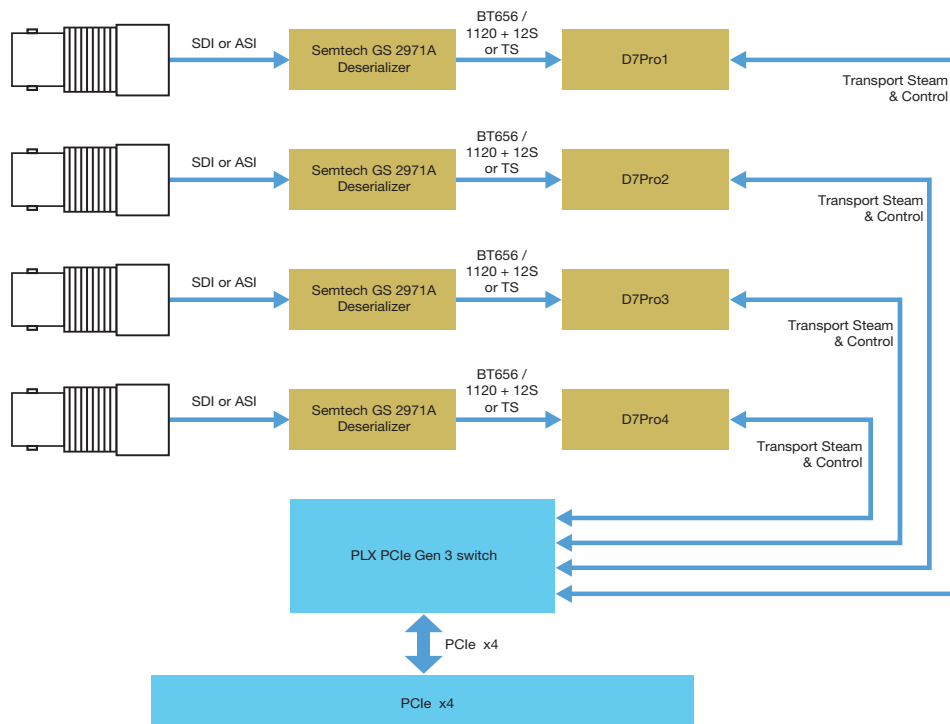 SDI or ASI
Semtech GS 2971A
Deserializer
BT656 /
1120 + 12S
or TS
D7Pro1
Transport Steam
& Control
SDI or ASI
Semtech GS 2971A
Deserializer
BT656 /
1120 + 12S
or TS
D7Pro2
Transport Steam
& Control
SDI or ASI
Semtech GS 2971A
Deserializer
BT656 /
1120 + 12S
or TS
D7Pro3
Transport Steam
& Control
SDI or ASI
Semtech GS 2971A
Deserializer
BT656 /
1120 + 12S
or TS
D7Pro4
Transport Steam
& Control
PLX PCIe Gen 3 switch
PCIe x4
PCIe x4